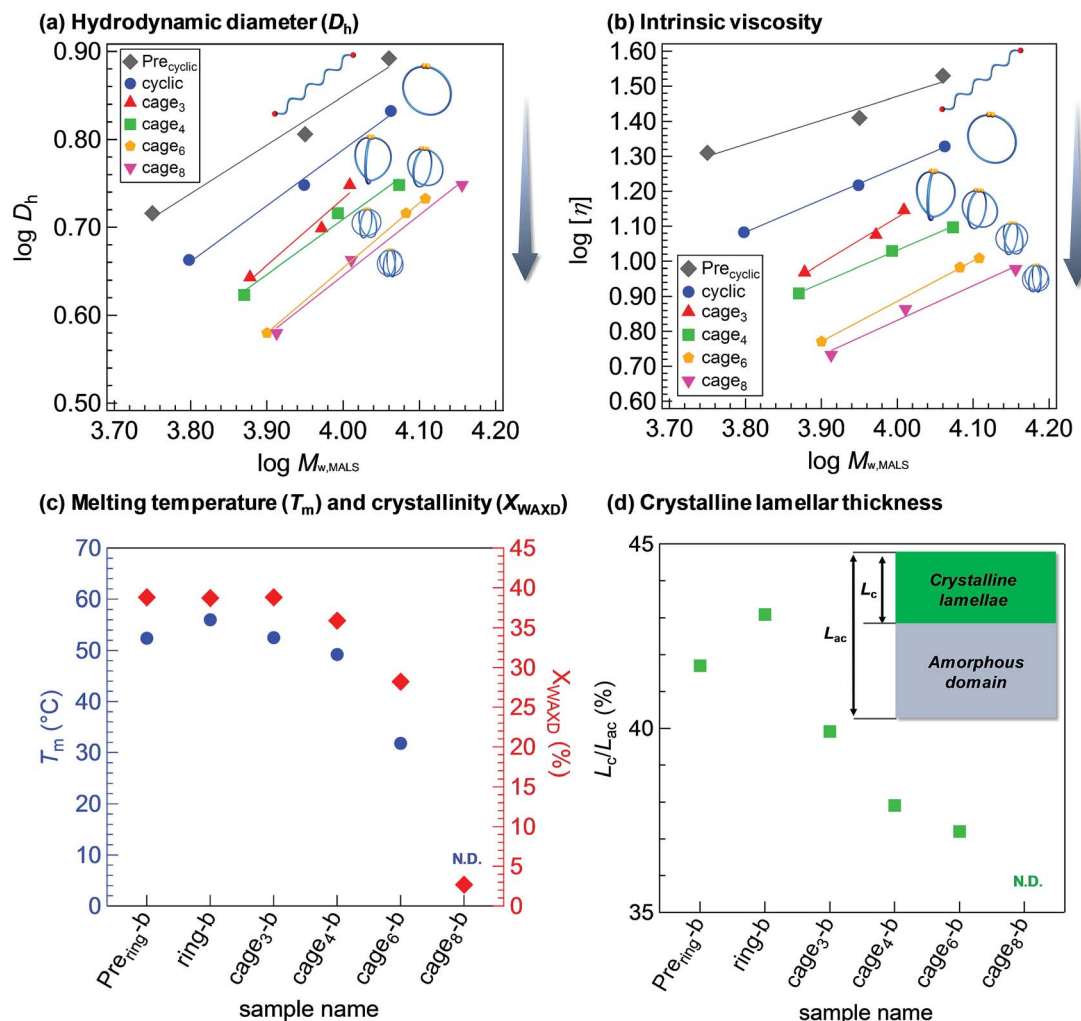 (a) Hydrodynamic diameter (Dh)
0.90
0.80
0.70
0.60
0.50
log Dh
Precyclic
cyclic
cage3
cage4
cage6
cage8
3.70 3.80 3.90 4.00 4.10 4.20
log Mw,MALS
(b) Intrinsic viscosity
1.60
1.50
1.40
1.30
1.20
1.10
1.00
0.90
0.80
0.70
0.60
log [η]
Precyclic
cyclic
cage3
cage4
cage6
cage8
3.70 3.80 3.90 4.00 4.10 4.20
log Mw,MALS
(c) Melting temperature (Tm) and crystallinity (XWAXD)
70
60
50
40
30
20
10
0
Tm (°C)
45
40
35
30
25
20
15
10
5
0
XWAXD (%)
N.D.
Prering-b
ring-b
cage3-b
cage4-b
cage6-b
cage8-b
sample name
(d) Crystalline lamellar thickness
45
40
35
Lc/Lac (%)
Lc
Lac
Crystalline
lamellae
Amorphous
domain
N.D.
Prering-b
ring-b
cage3-b
cage4-b
cage6-b
cage8-b
sample name